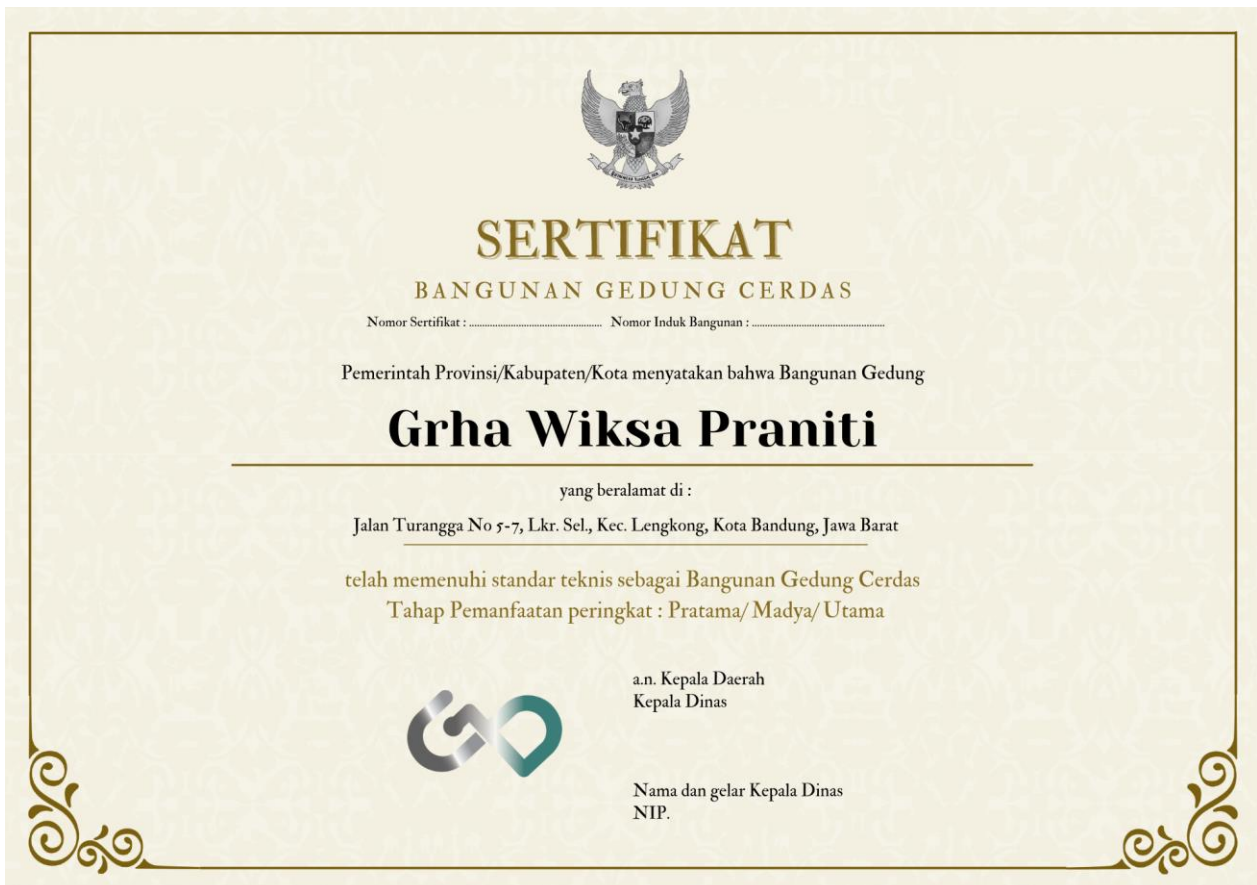 SERTIFIKAT
BANGUNAN GEDUNG CERDAS
Nomor Sertifikat : ................................................ Nomor Induk Bangunan : ................................................
Pemerintah Provinsi/Kabupaten/Kota menyatakan bahwa Bangunan Gedung
Grha Wiksa Praniti
yang beralamat di :
Jalan Turangga No 5-7, Lkr. Sel., Kec. Lengkong, Kota Bandung, Jawa Barat
telah memenuhi standar teknis sebagai Bangunan Gedung Cerdas
Tahap Pemanfaatan peringkat : Pratama/ Madya/ Utama
a.n. Kepala Daerah
Kepala Dinas
Nama dan gelar Kepala Dinas
NIP.